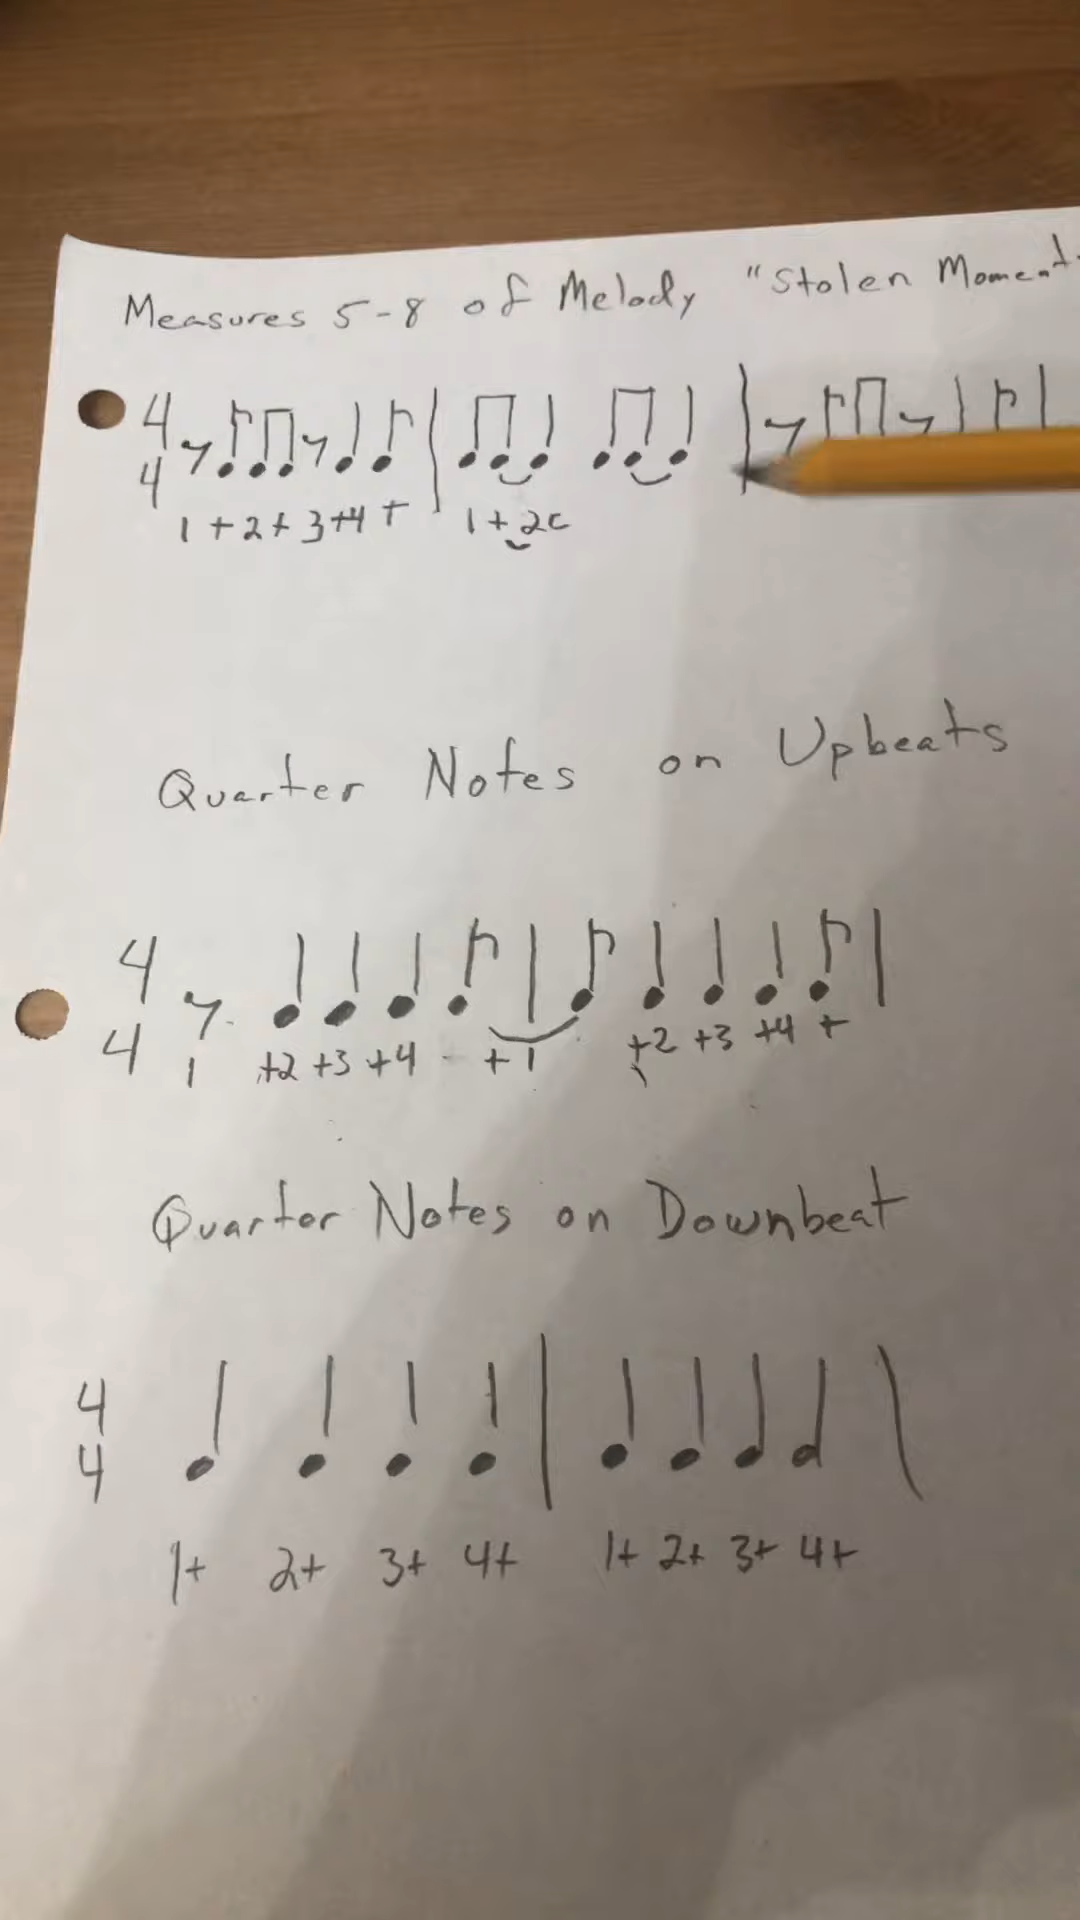 Measures 5-8 of Melody "Stolen Moment
4
4
1 + 2 + 3 +4 + 1 + 2
Quarter Notes on Upbeats
4
4
1 +2 +3 +4 + 1 +2 +3 +4 +
Quarter Notes on Downbeat
4
4
1+ 2+ 3+ 4+ 1+ 2+ 3+ 4+